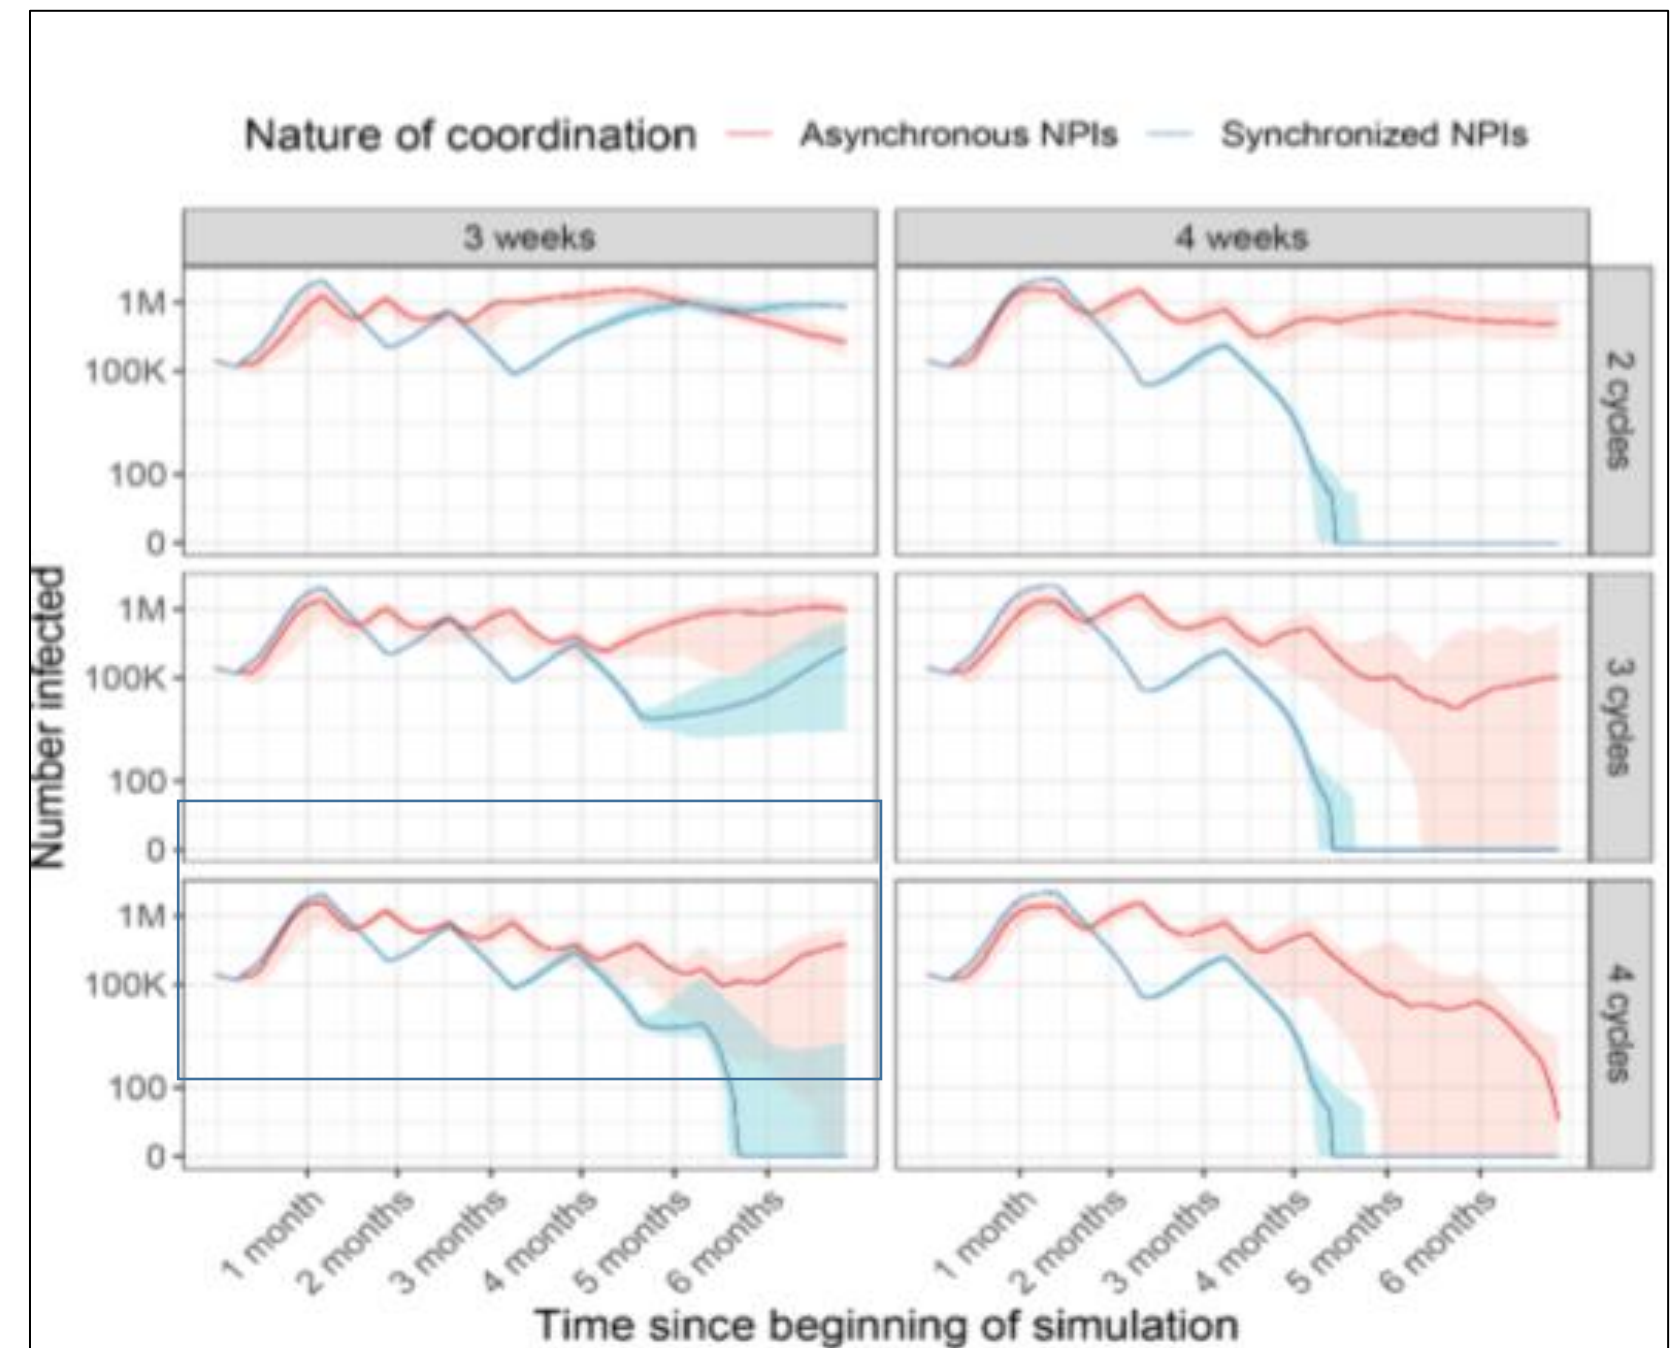 Nature of coordination Asynchronous NPIs Synchronized NPIs
3 weeks 4 weeks
1M
100K
100
0
2 cycles
1M
100K
100
0
3 cycles
1M
100K
100
0
4 cycles
Number infected
1 month 2 months 3 months 4 months 5 months 6 months 1 month 2 months 3 months 4 months 5 months 6 months
Time since beginning of simulation